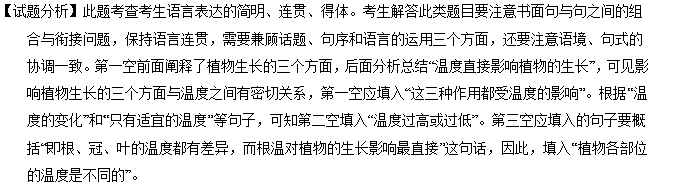 【试题分析】此题考查考生语言表达的简明、连贯、得体。考生解答此类题目要注意书面句与句之间的组
合与衔接问题，保持语言连贯，需要兼顾话题、句序和语言的运用三个方面，还要注意语境、句式的
协调一致。第一空前面阐释了植物生长的三个方面，后面分析总结“温度直接影响植物的生长”，可见影
响植物生长的三个方面与温度之间有密切关系，第一空应填入“这三种作用都受温度的影响”。根据“温
度的变化”和“只有适宜的温度”等句子，可知第二空填入“温度过高或过低”。第三空应填入的句子要概
括“即根、冠、叶的温度都有差异，而根温对植物的生长影响最直接”这句话，因此，填入“植物各部位
的温度是不同的”。